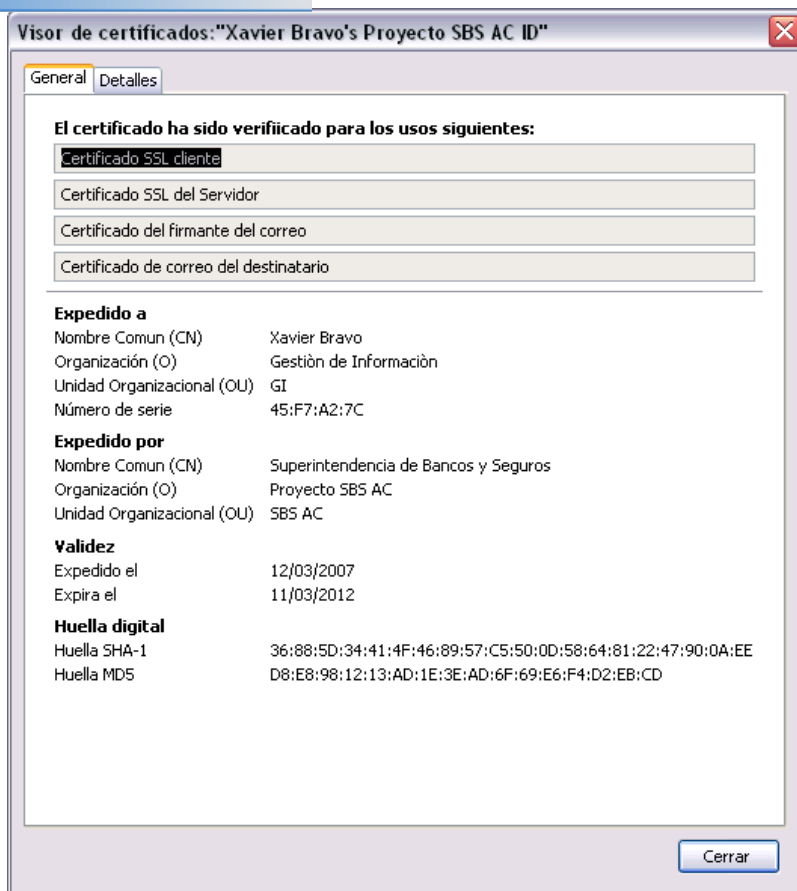 Visor de certificados:"Xavier Bravo's Proyecto SBS AC ID"
General Detalles
El certificado ha sido verifiicado para los usos siguientes:
Certificado SSL cliente
Certificado SSL del Servidor
Certificado del firmante del correo
Certificado de correo del destinatario
Expedido a
Nombre Comun (CN) Xavier Bravo
Organización (O) Gestiòn de Informaciòn
Unidad Organizacional (OU) GI
Número de serie 45:F7:A2:7C
Expedido por
Nombre Comun (CN) Superintendencia de Bancos y Seguros
Organización (O) Proyecto SBS AC
Unidad Organizacional (OU) SBS AC
Validez
Expedido el 12/03/2007
Expira el 11/03/2012
Huella digital
Huella SHA-1 36:88:5D:34:41:4F:46:89:57:C5:50:0D:58:64:81:22:47:90:0A:EE
Huella MD5 D8:E8:98:12:13:AD:1E:3E:AD:6F:69:E6:F4:D2:EB:CD
Cerrar